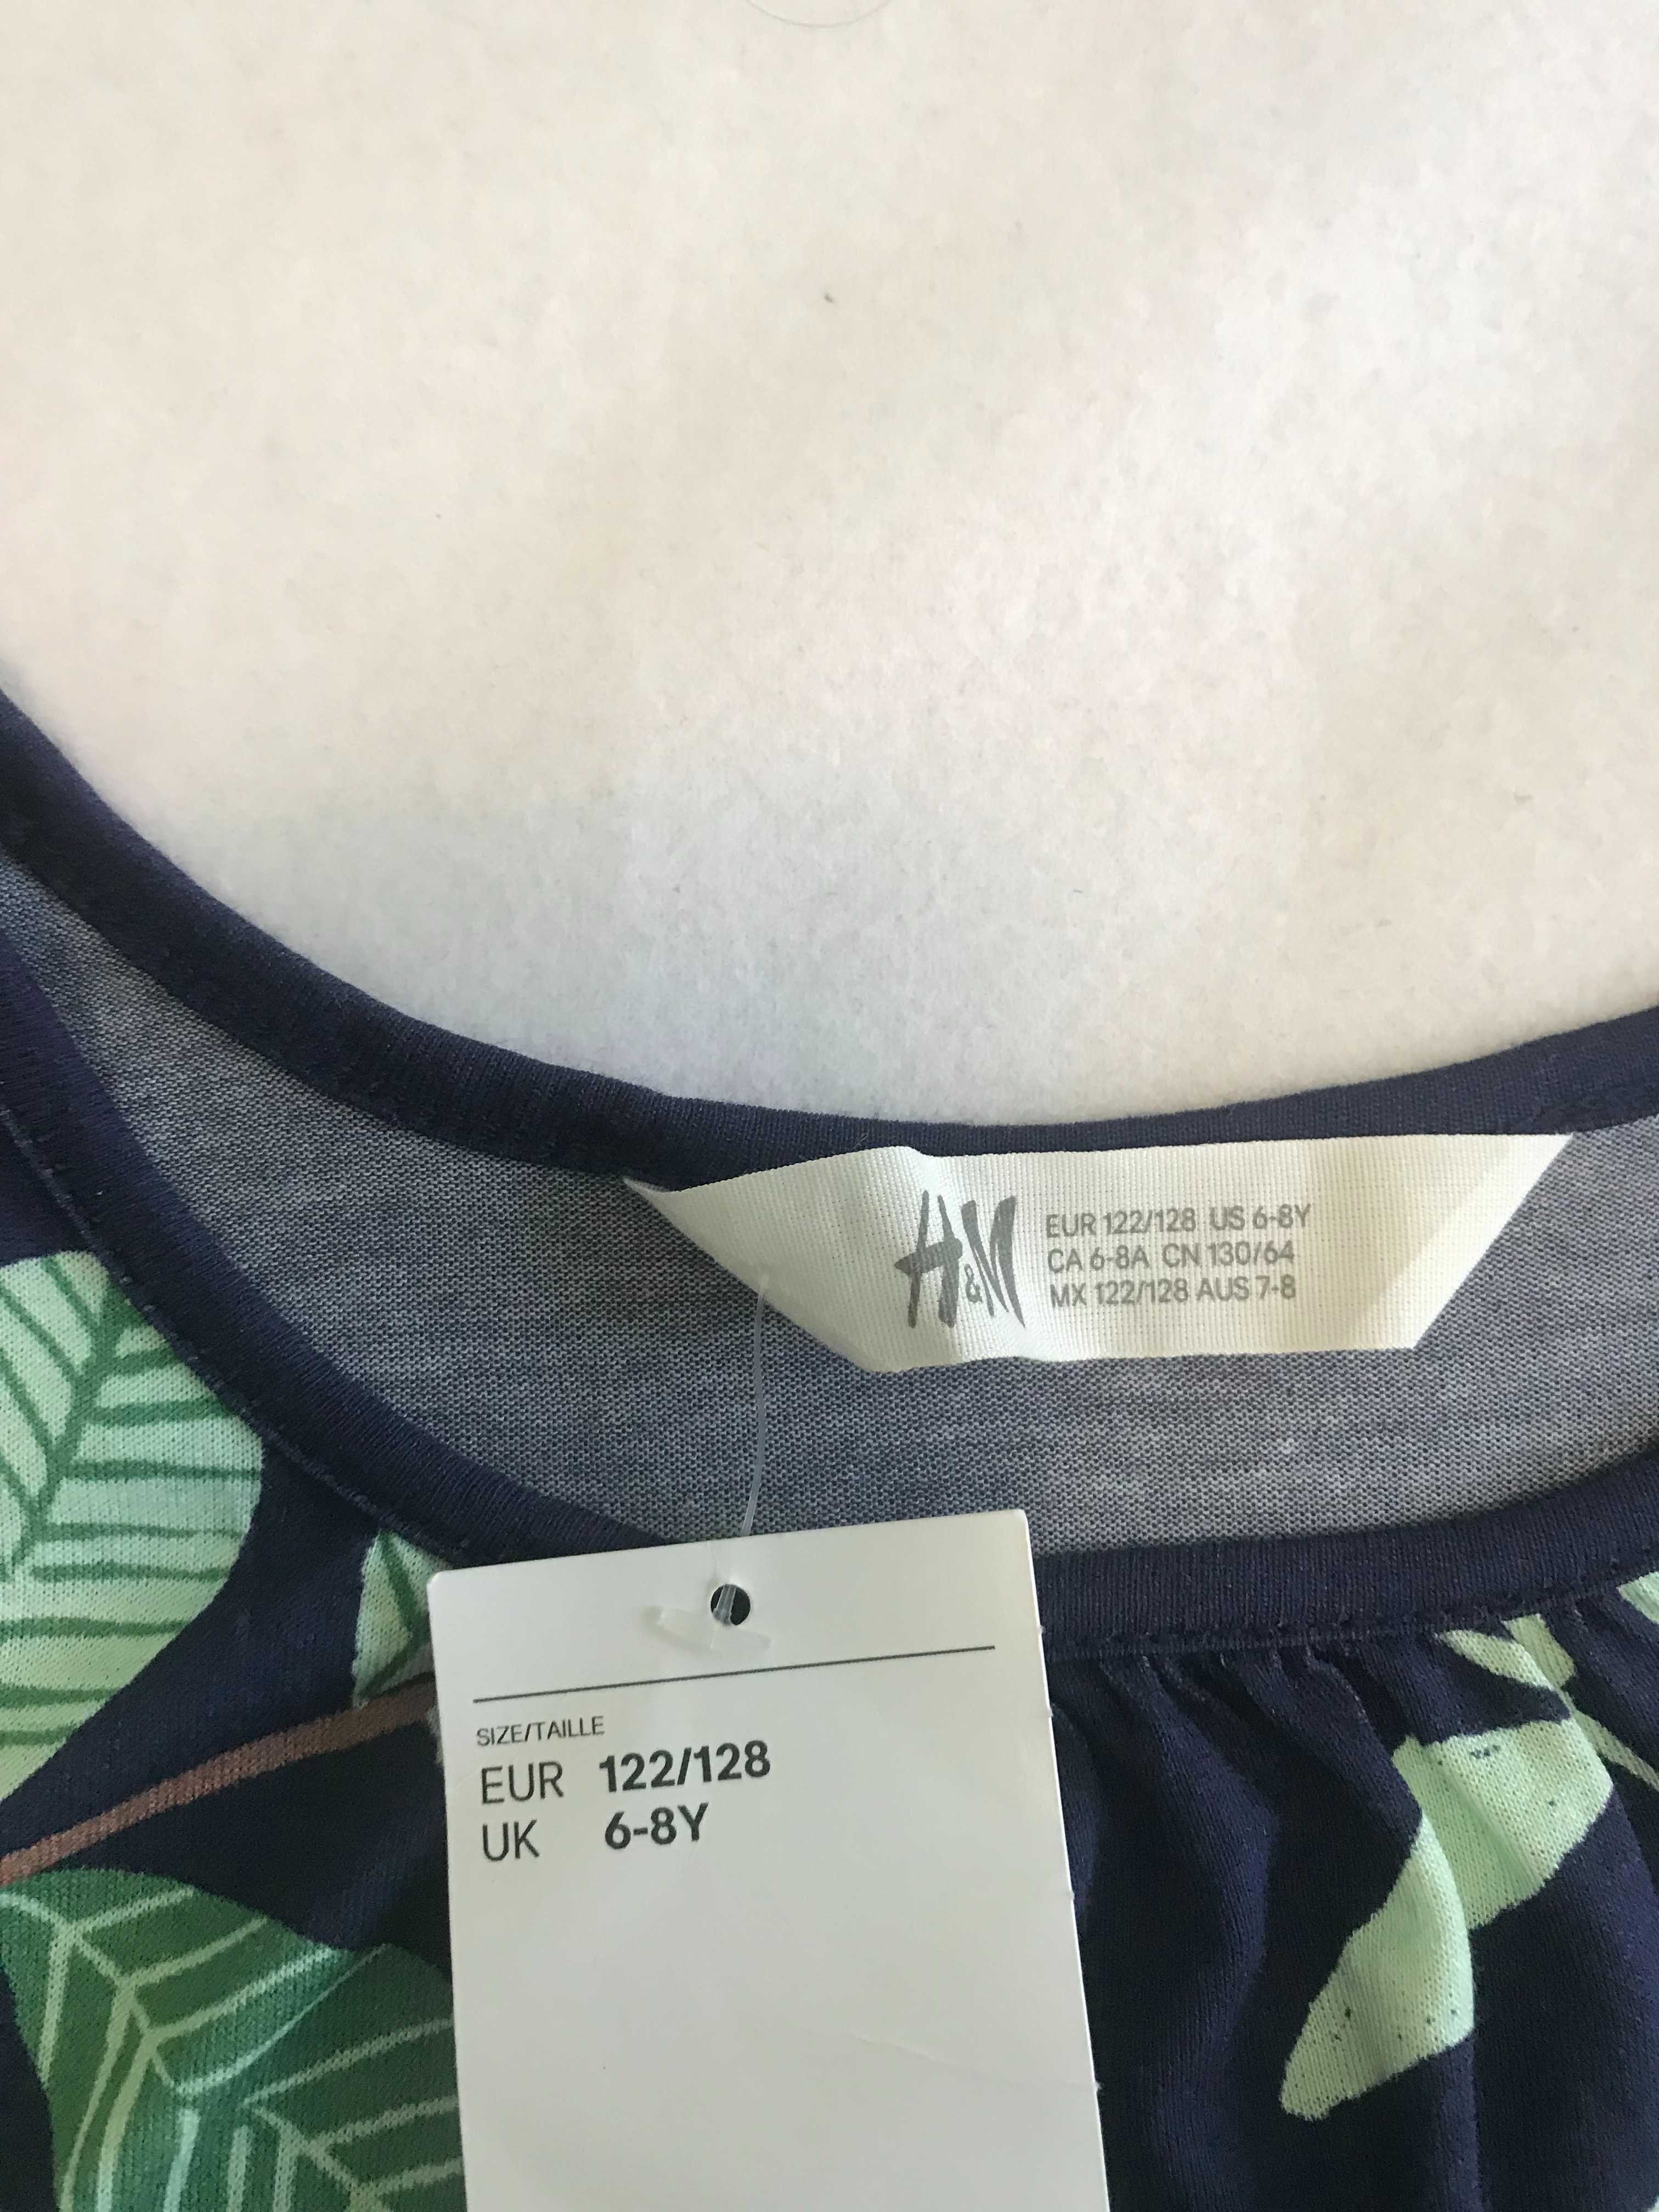 H&M
EUR 122/128 US 6-8Y
CA 6-8A CN 130/64
MX 122/128 AUS 7-8
SIZE/TAILLE
EUR 122/128
UK 6-8Y